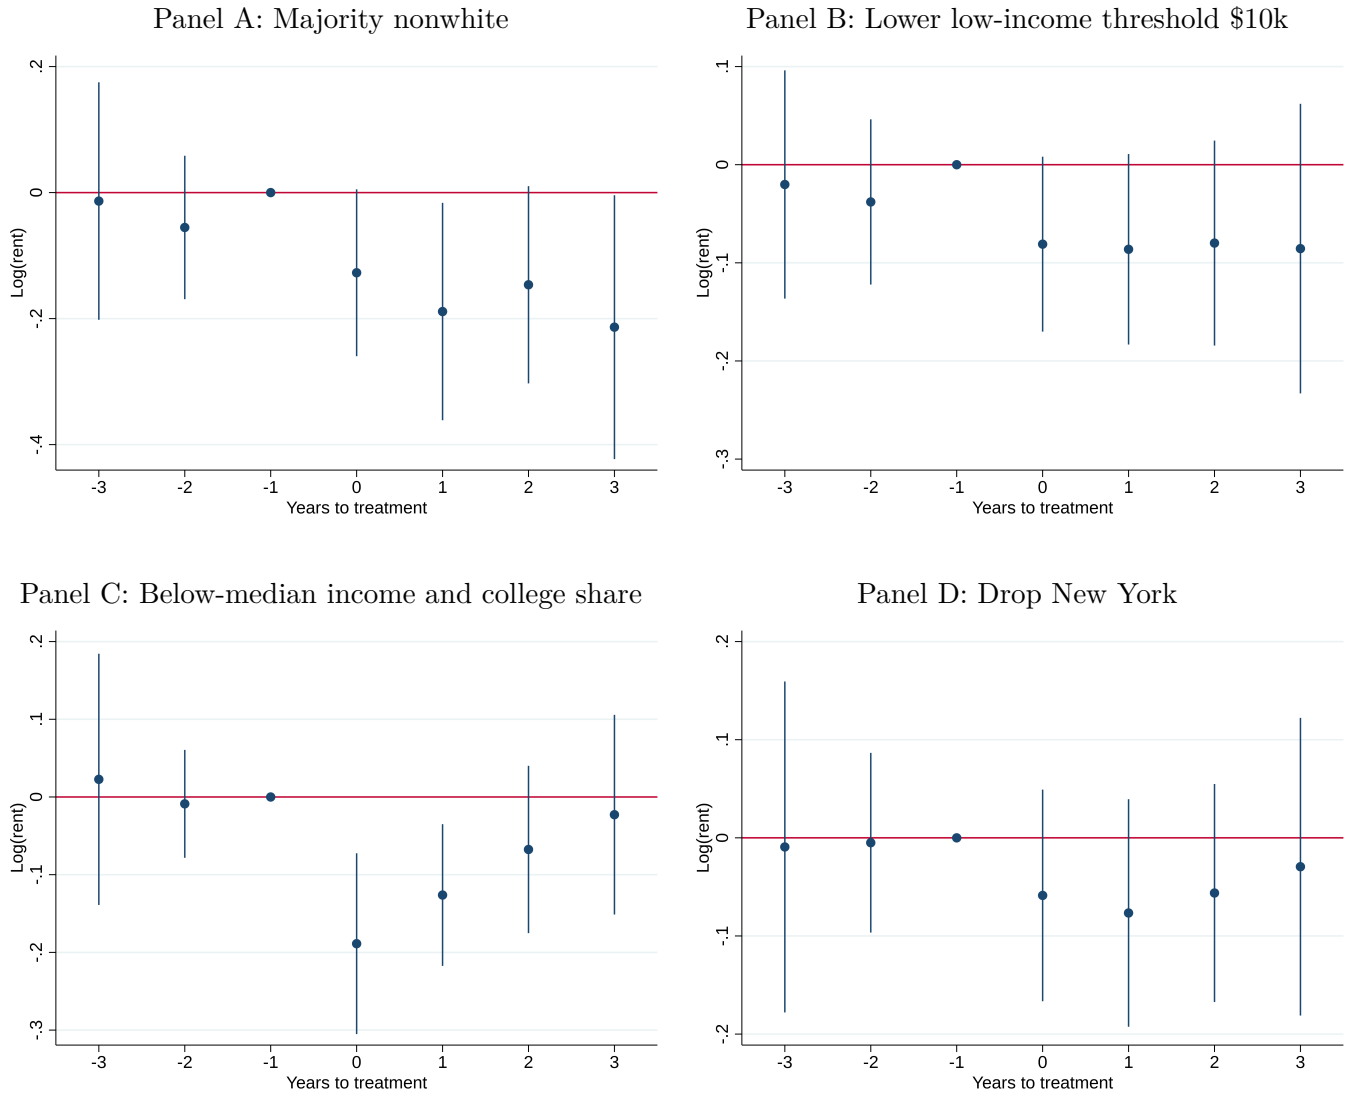 Panel A: Majority nonwhite
.2
0
-.2
-.4
Log(rent)
-3 -2 -1 0 1 2 3
Years to treatment
Panel B: Lower low-income threshold $10k
.1
0
-.1
-.2
-.3
Log(rent)
-3 -2 -1 0 1 2 3
Years to treatment
Panel C: Below-median income and college share
.2
.1
0
-.1
-.2
-.3
Log(rent)
-3 -2 -1 0 1 2 3
Years to treatment
Panel D: Drop New York
.2
.1
0
-.1
-.2
Log(rent)
-3 -2 -1 0 1 2 3
Years to treatment